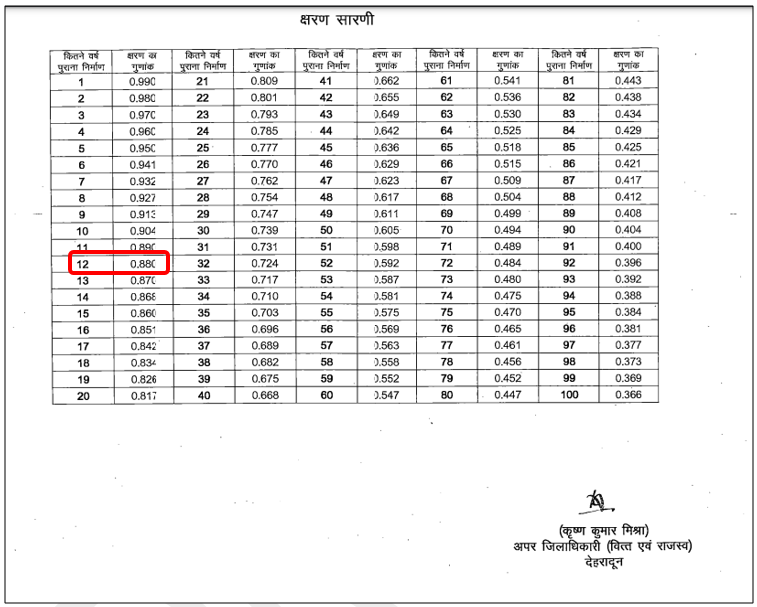 क्षरण सारणी
कितने वर्ष पुराना निर्माण क्षरण का गुणांक कितने वर्ष पुराना निर्माण क्षरण का गुणांक कितने वर्ष पुराना निर्माण क्षरण का गुणांक कितने वर्ष पुराना निर्माण क्षरण का गुणांक कितने वर्ष पुराना निर्माण क्षरण का गुणांक
1 0.990 21 0.809 41 0.662 61 0.541 81 0.443
2 0.980 22 0.801 42 0.655 62 0.536 82 0.438
3 0.970 23 0.793 43 0.649 63 0.530 83 0.434
4 0.960 24 0.785 44 0.642 64 0.525 84 0.429
5 0.950 25 0.777 45 0.636 65 0.518 85 0.425
6 0.941 26 0.770 46 0.629 66 0.515 86 0.421
7 0.932 27 0.762 47 0.623 67 0.509 87 0.417
8 0.927 28 0.754 48 0.617 68 0.504 88 0.412
9 0.913 29 0.747 49 0.611 69 0.499 89 0.408
10 0.904 30 0.739 50 0.605 70 0.494 90 0.404
11 0.890 31 0.731 51 0.598 71 0.489 91 0.400
12 0.880 32 0.724 52 0.592 72 0.484 92 0.396
13 0.870 33 0.717 53 0.587 73 0.480 93 0.392
14 0.868 34 0.710 54 0.581 74 0.475 94 0.388
15 0.860 35 0.703 55 0.575 75 0.470 95 0.384
16 0.851 36 0.696 56 0.569 76 0.465 96 0.381
17 0.842 37 0.689 57 0.563 77 0.461 97 0.377
18 0.834 38 0.682 58 0.558 78 0.456 98 0.373
19 0.826 39 0.675 59 0.552 79 0.452 99 0.369
20 0.817 40 0.668 60 0.547 80 0.447 100 0.366
(कृष्ण कुमार मिश्रा)
अपर जिलाधिकारी (वित्त एवं राजस्व)
देहरादून